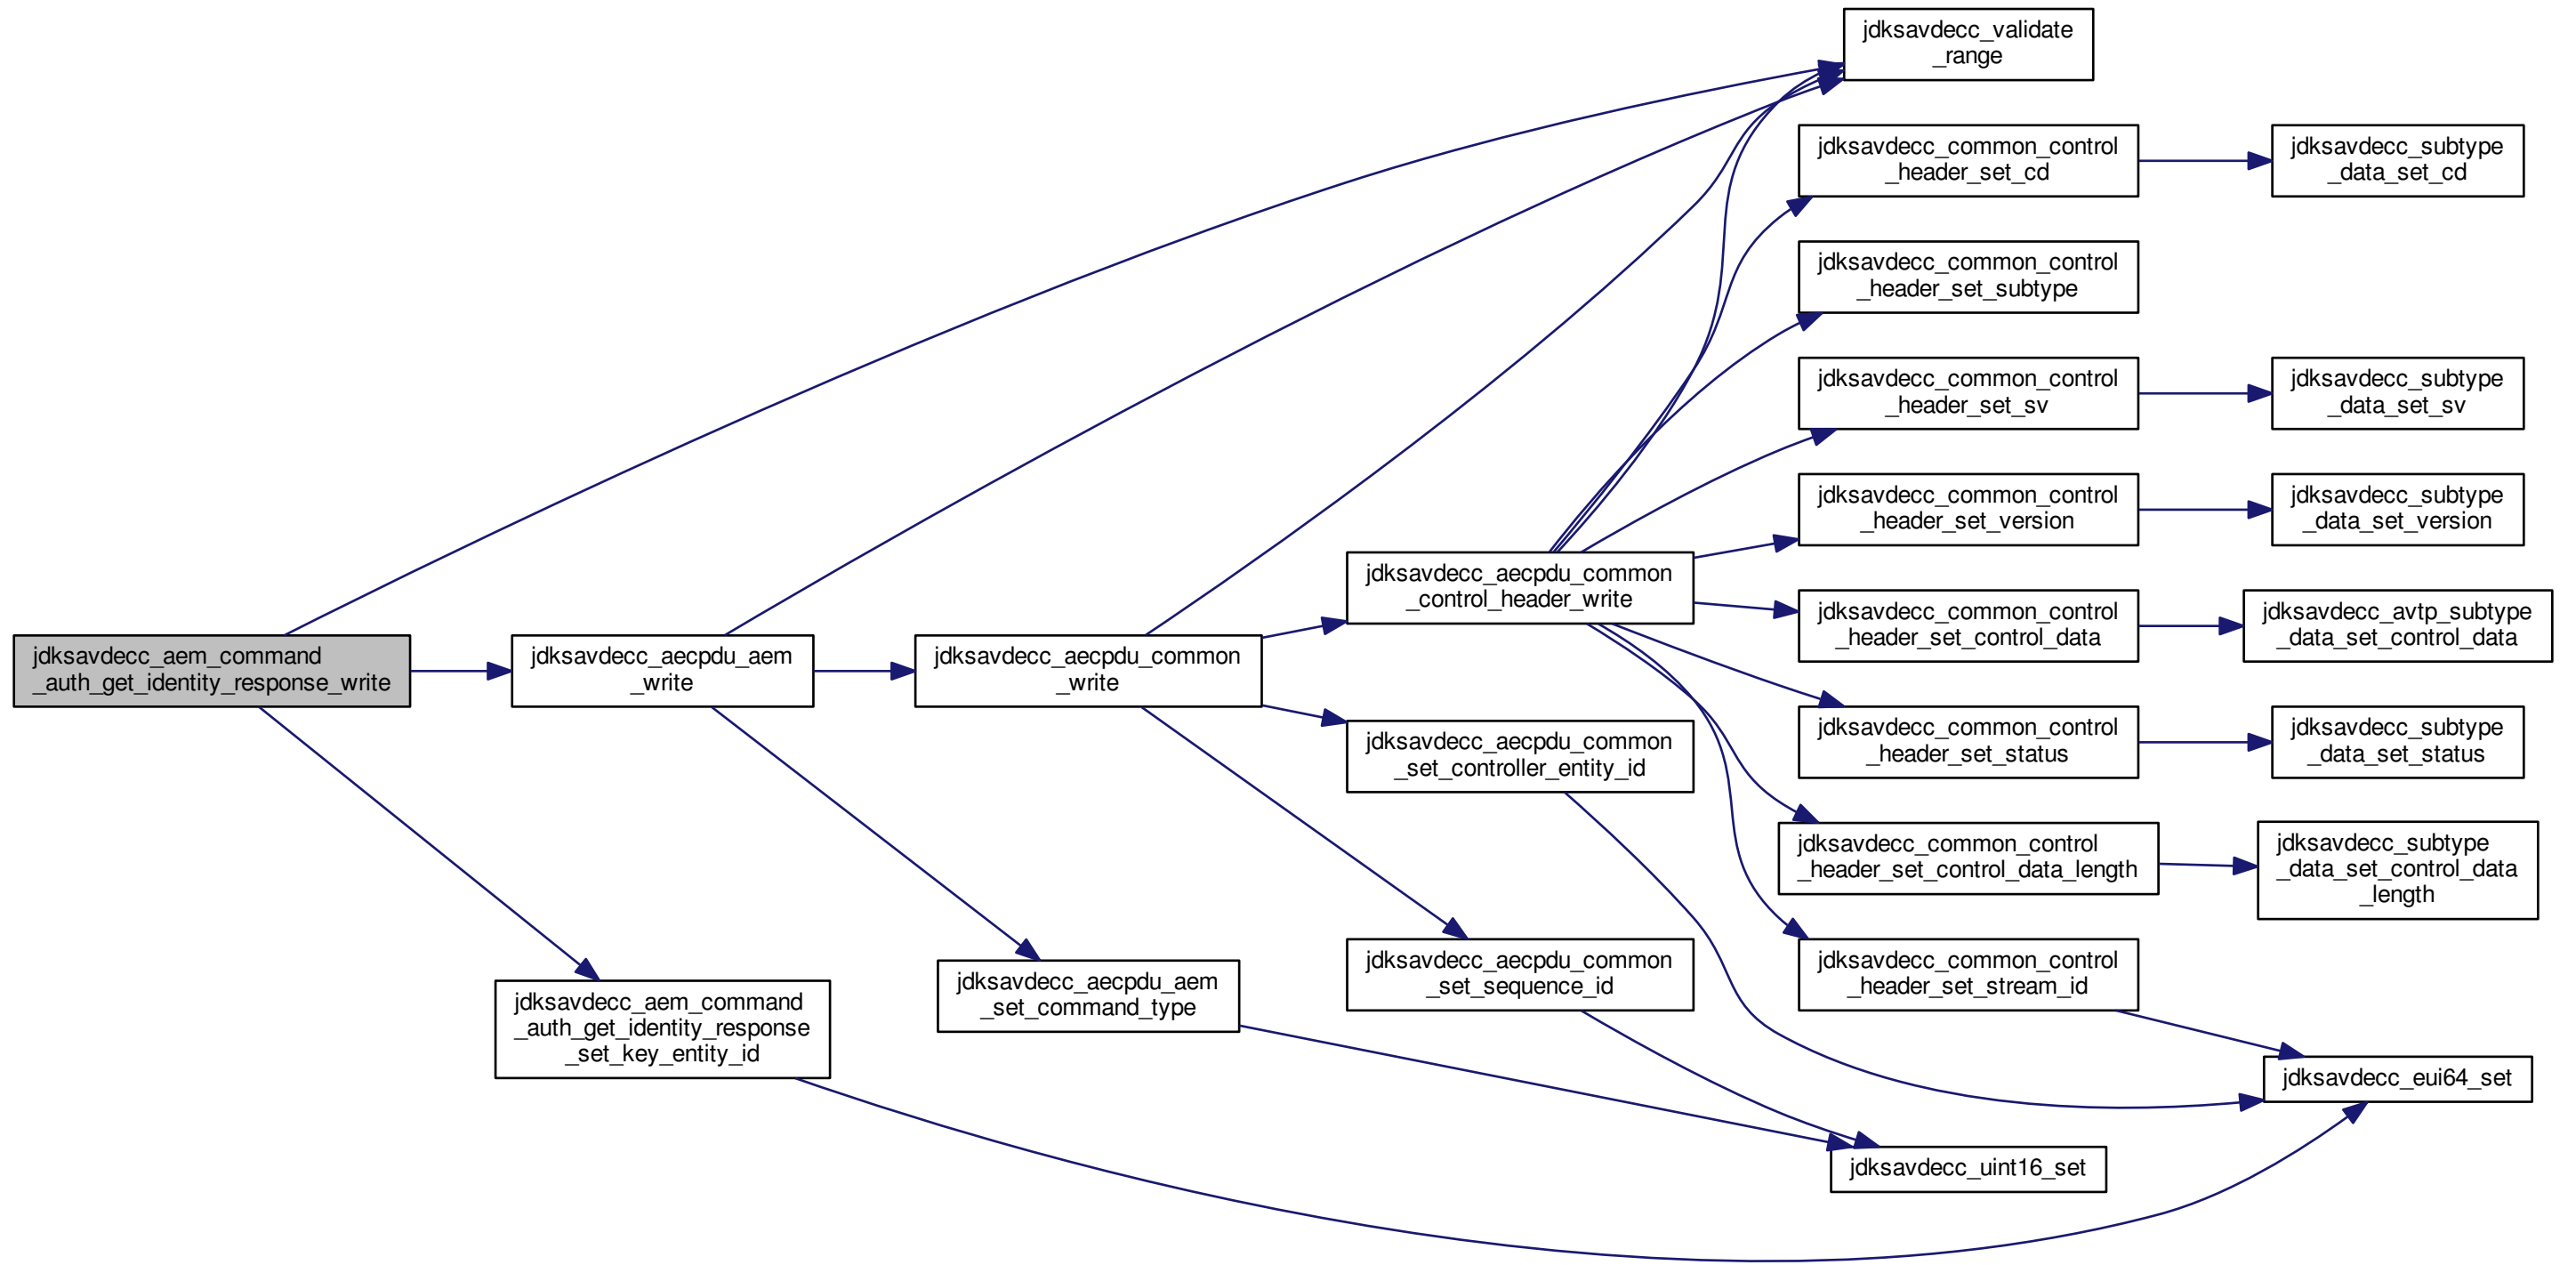 jdksavdecc_aem_command
_auth_get_identity_response_write
jdksavdecc_aecpdu_aem
_write
jdksavdecc_aem_command
_auth_get_identity_response
_set_key_entity_id
jdksavdecc_aecpdu_common
_write
jdksavdecc_aecpdu_aem
_set_command_type
jdksavdecc_aecpdu_common
_control_header_write
jdksavdecc_aecpdu_common
_set_controller_entity_id
jdksavdecc_aecpdu_common
_set_sequence_id
jdksavdecc_validate
_range
jdksavdecc_common_control
_header_set_cd
jdksavdecc_common_control
_header_set_subtype
jdksavdecc_common_control
_header_set_sv
jdksavdecc_common_control
_header_set_version
jdksavdecc_common_control
_header_set_control_data
jdksavdecc_common_control
_header_set_status
jdksavdecc_common_control
_header_set_control_data_length
jdksavdecc_common_control
_header_set_stream_id
jdksavdecc_uint16_set
jdksavdecc_subtype
_data_set_cd
jdksavdecc_subtype
_data_set_sv
jdksavdecc_subtype
_data_set_version
jdksavdecc_avtp_subtype
_data_set_control_data
jdksavdecc_subtype
_data_set_status
jdksavdecc_subtype
_data_set_control_data
_length
jdksavdecc_eui64_set